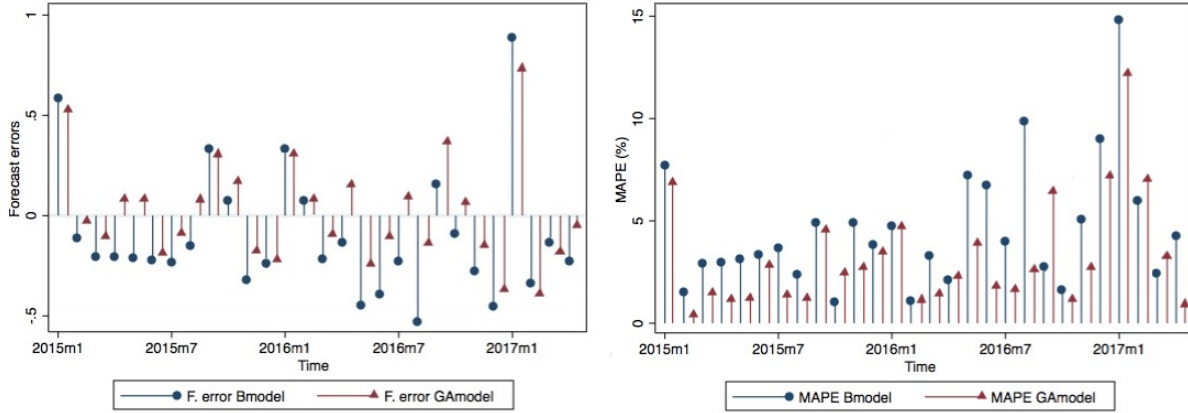 1
.5
0
-.5
Forecast errors
2015m1 2015m7 2016m1 2016m7 2017m1
Time
F. error Bmodel F. error GAmodel
15
10
5
0
MAPE (%)
2015m1 2015m7 2016m1 2016m7 2017m1
Time
MAPE Bmodel MAPE GAmodel